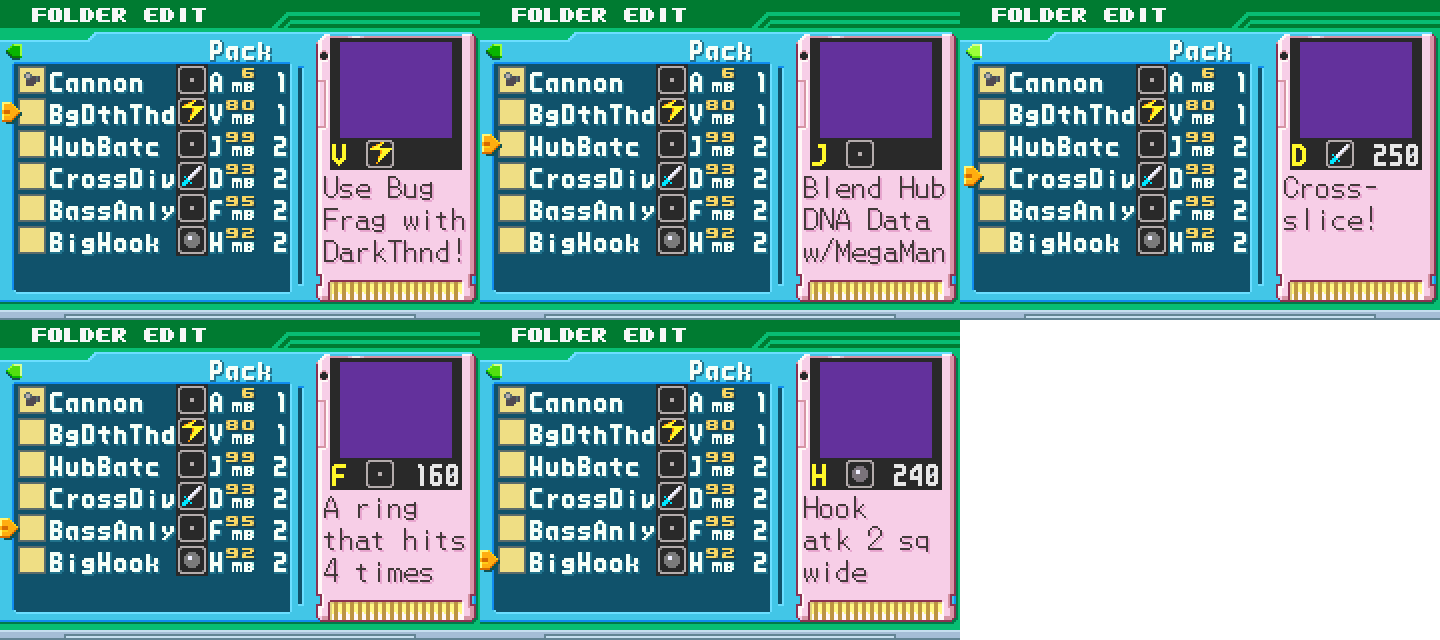 FOLDER EDIT
Pack
Cannon A 6 mB 1
BgDthThd V 80 mB 1
HubBatc J 99 mB 2
CrossDiv D 93 mB 2
BassAnly F 95 mB 2
BigHook H 92 mB 2
V
Use Bug
Frag with
DarkThnd!
FOLDER EDIT
Pack
Cannon A 6 mB 1
BgDthThd V 80 mB 1
HubBatc J 99 mB 2
CrossDiv D 93 mB 2
BassAnly F 95 mB 2
BigHook H 92 mB 2
J
Blend Hub
DNA Data
w/MegaMan
FOLDER EDIT
Pack
Cannon A 6 mB 1
BgDthThd V 80 mB 1
HubBatc J 99 mB 2
CrossDiv D 93 mB 2
BassAnly F 95 mB 2
BigHook H 92 mB 2
D 250
Cross-
slice!
FOLDER EDIT
Pack
Cannon A 6 mB 1
BgDthThd V 80 mB 1
HubBatc J 99 mB 2
CrossDiv D 93 mB 2
BassAnly F 95 mB 2
BigHook H 92 mB 2
F 160
A ring
that hits
4 times
FOLDER EDIT
Pack
Cannon A 6 mB 1
BgDthThd V 80 mB 1
HubBatc J 99 mB 2
CrossDiv D 93 mB 2
BassAnly F 95 mB 2
BigHook H 92 mB 2
H 240
Hook
atk 2 sq
wide